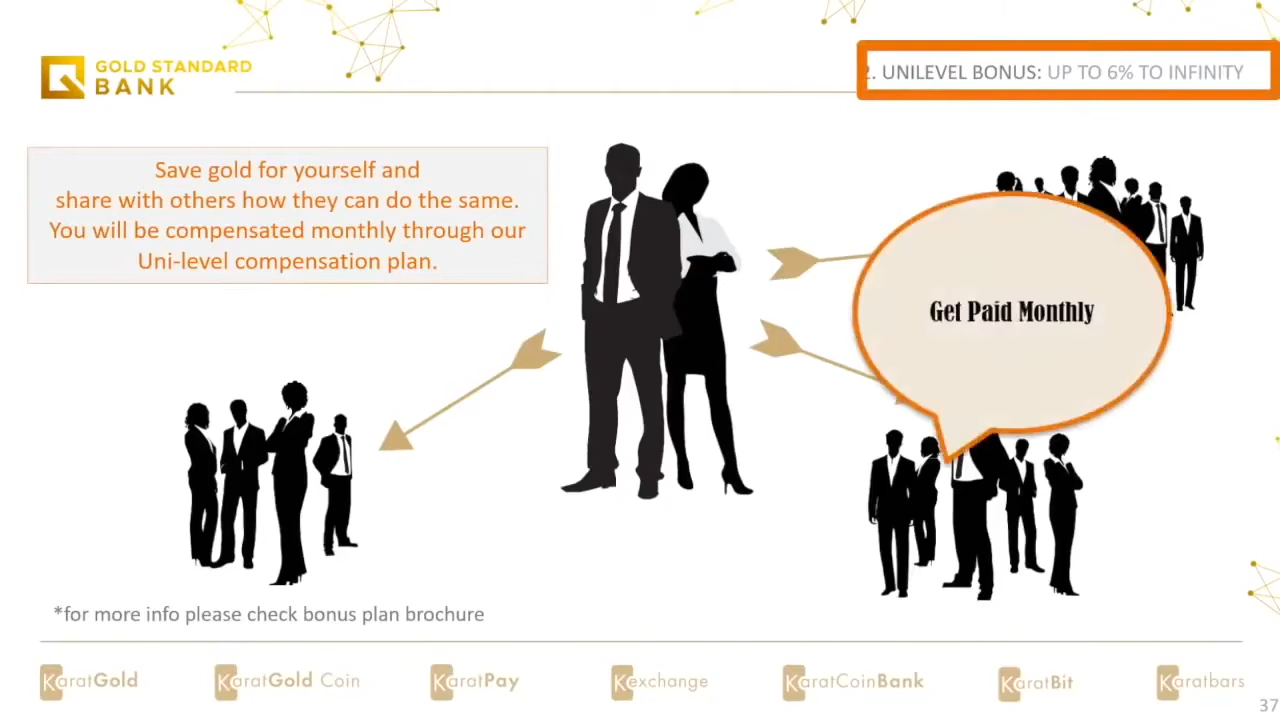 GOLD STANDARD
BANK
2. UNILEVEL BONUS: UP TO 6% TO INFINITY
Save gold for yourself and
share with others how they can do the same.
You will be compensated monthly through our
Uni-level compensation plan.
Get Paid Monthly
*for more info please check bonus plan brochure
KaratGold
KaratGold Coin
KaratPay
Kexchange
KaratCoinBank
KaratBit
Karatbars
37